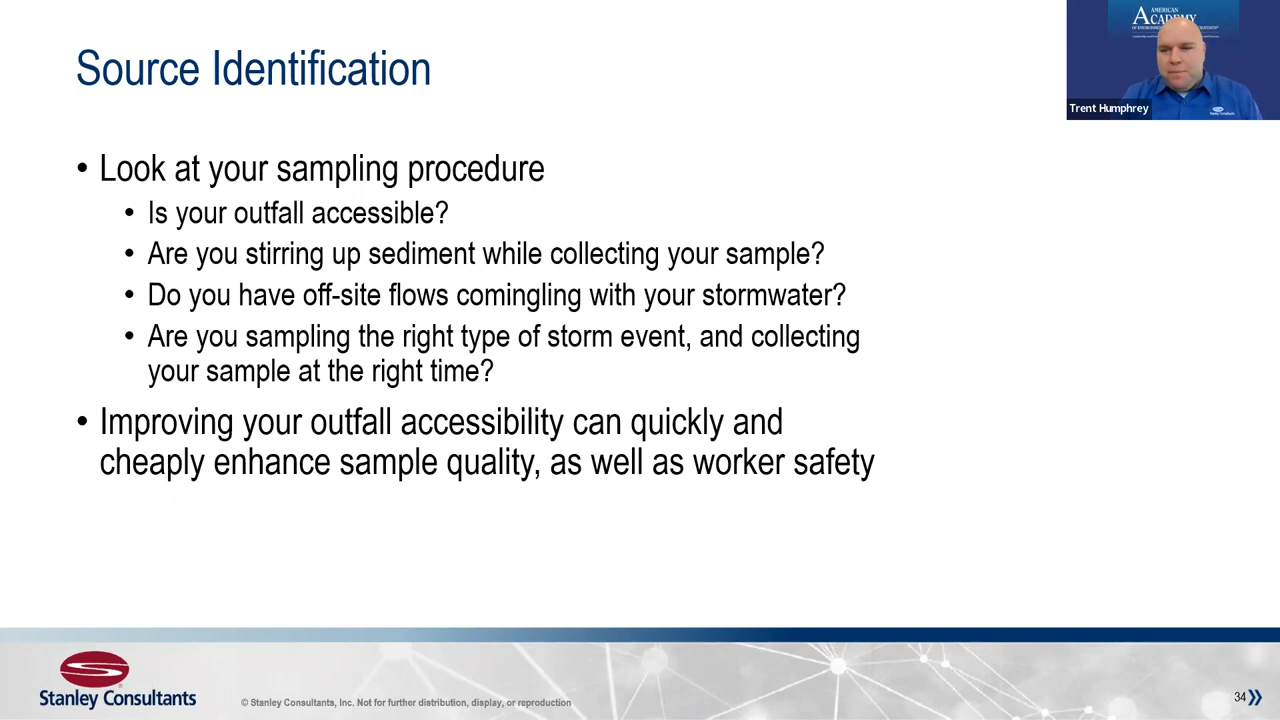 Source Identification
AMERICAN
ACADEMY
Trent Humphrey
Stanley Consultants
• Look at your sampling procedure
• Is your outfall accessible?
• Are you stirring up sediment while collecting your sample?
• Do you have off-site flows comingling with your stormwater?
• Are you sampling the right type of storm event, and collecting
your sample at the right time?
• Improving your outfall accessibility can quickly and
cheaply enhance sample quality, as well as worker safety
Stanley Consultants
© Stanley Consultants, Inc. Not for further distribution, display, or reproduction
34